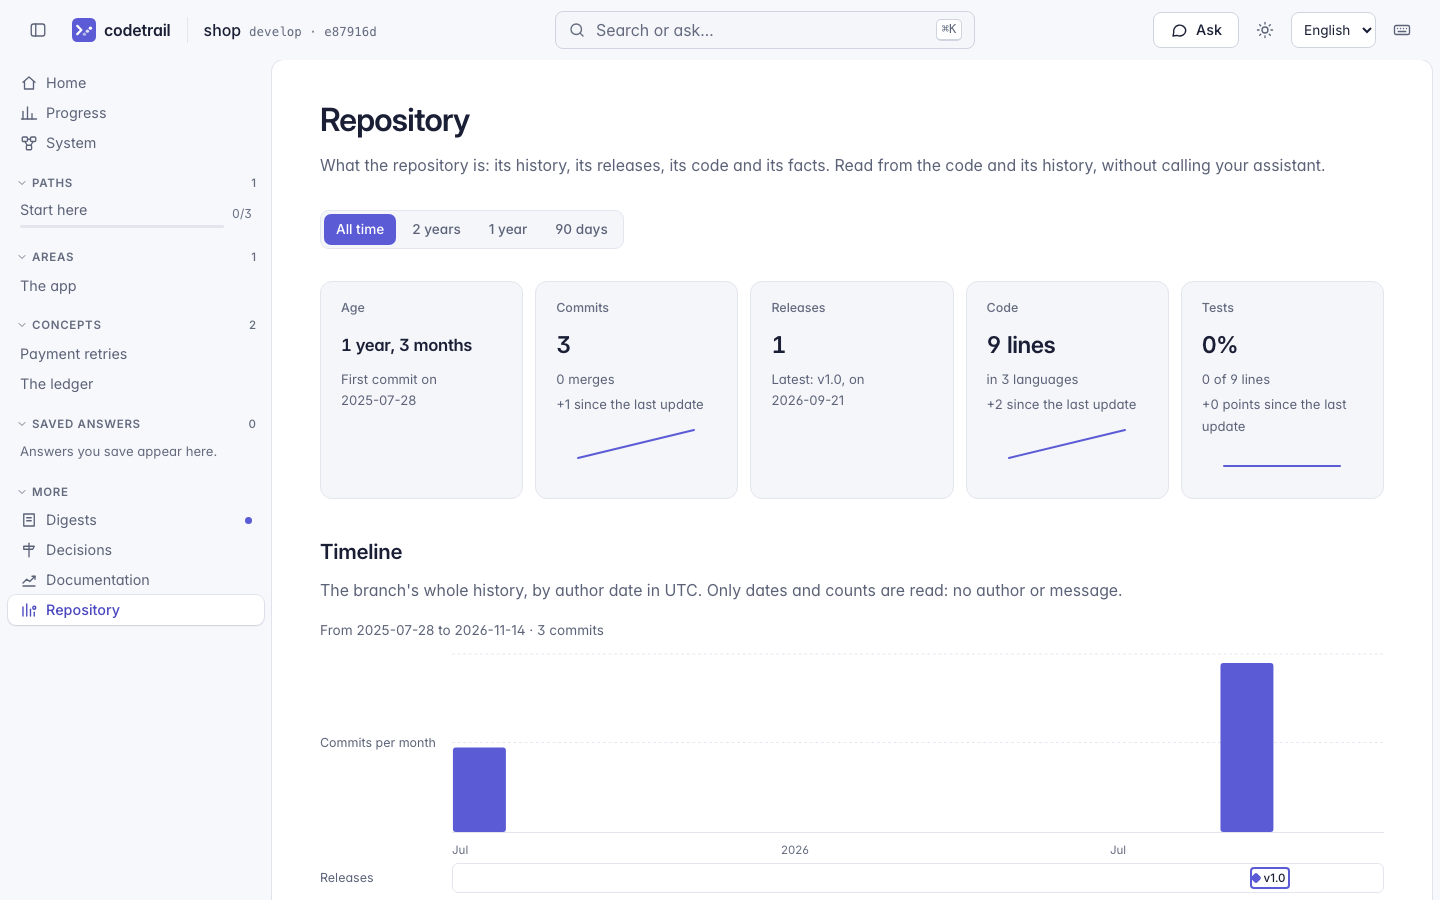 codetrail
shop develop · e87916d
Search or ask...
⌘K
Ask
English
Home
Progress
System
PATHS 1
Start here 0/3
AREAS 1
The app
CONCEPTS 2
Payment retries
The ledger
SAVED ANSWERS 0
Answers you save appear here.
MORE
Digests
Decisions
Documentation
Repository
Repository
What the repository is: its history, its releases, its code and its facts. Read from the code and its history, without calling your assistant.
All time 2 years 1 year 90 days
Age
1 year, 3 months
First commit on
2025-07-28
Commits
3
0 merges
+1 since the last update
Releases
1
Latest: v1.0, on
2026-09-21
Code
9 lines
in 3 languages
+2 since the last update
Tests
0%
0 of 9 lines
+0 points since the last
update
Timeline
The branch's whole history, by author date in UTC. Only dates and counts are read: no author or message.
From 2025-07-28 to 2026-11-14 · 3 commits
Commits per month
Jul 2026 Jul
Releases
v1.0